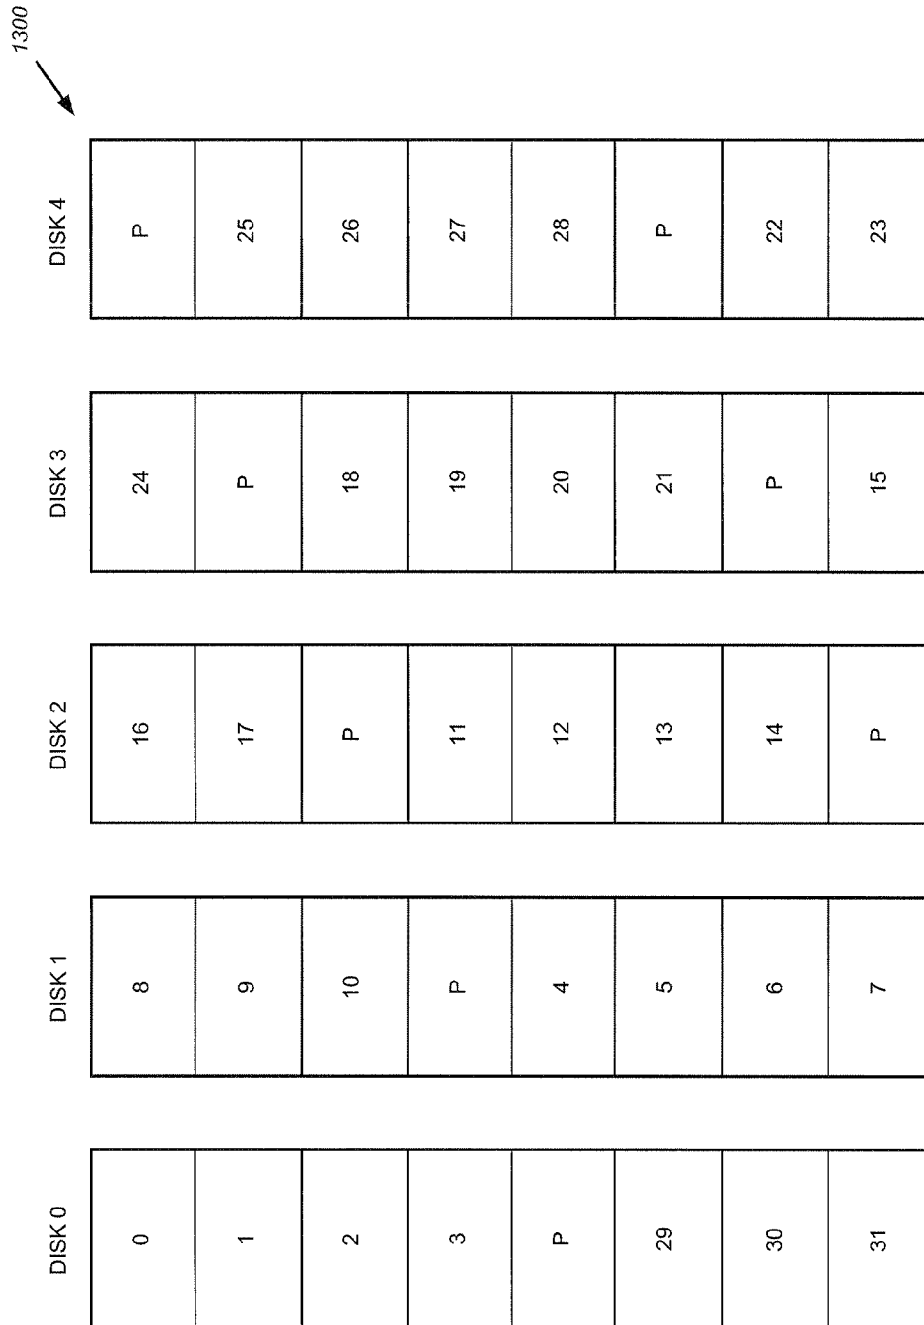 1300
DISK 0 DISK 1 DISK 2 DISK 3 DISK 4
0 8 16 24 P
1 9 17 P 25
2 10 P 18 26
3 P 11 19 27
P 4 12 20 28
29 5 13 21 P
30 6 14 P 22
31 7 P 15 23